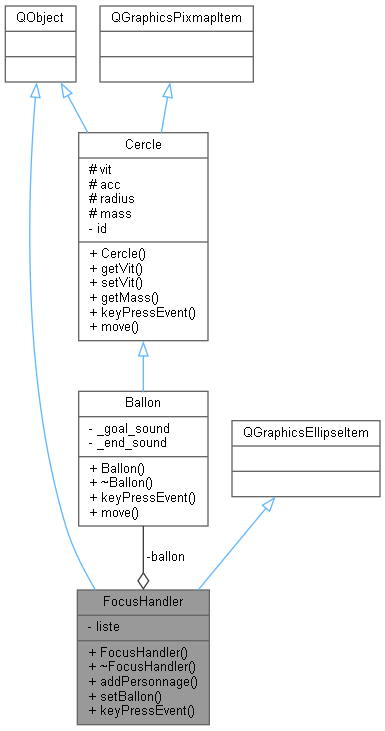 QObject
QGraphicsPixmapItem
Cercle
# vit
# acc
# radius
# mass
- id
+ Cercle()
+ getVit()
+ setVit()
+ getMass()
+ keyPressEvent()
+ move()
Ballon
- _goal_sound
- _end_sound
+ Ballon()
+ ~Ballon()
+ keyPressEvent()
+ move()
QGraphicsEllipseItem
-ballon
FocusHandler
- liste
+ FocusHandler()
+ ~FocusHandler()
+ addPersonnage()
+ setBallon()
+ keyPressEvent()